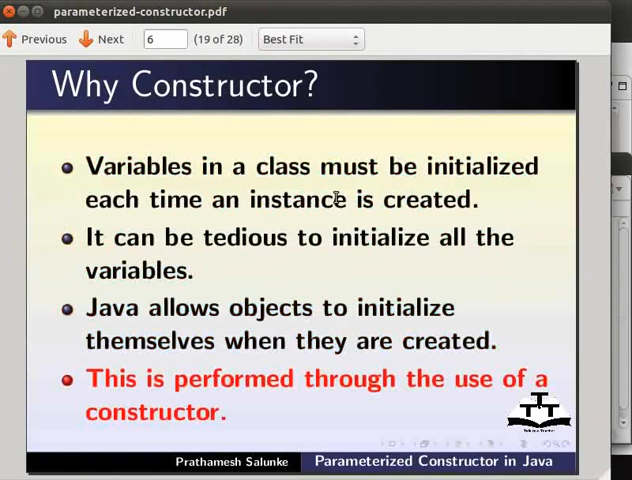 parameterized-constructor.pdf
Previous Next 6 (19 of 28) Best Fit
Why Constructor?
Variables in a class must be initialized
each time an instance is created.
It can be tedious to initialize all the
variables.
Java allows objects to initialize
themselves when they are created.
This is performed through the use of a
constructor.
Prathamesh Salunke Parameterized Constructor in Java